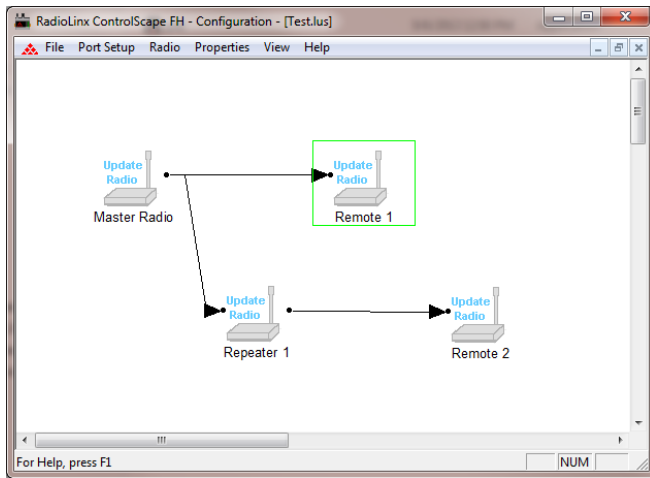 RadioLinx ControlScape FH - Configuration - [Test.lus]
File Port Setup Radio Properties View Help
Update
Radio
Master Radio
Update
Radio
Remote 1
Update
Radio
Repeater 1
Update
Radio
Remote 2
For Help, press F1
NUM